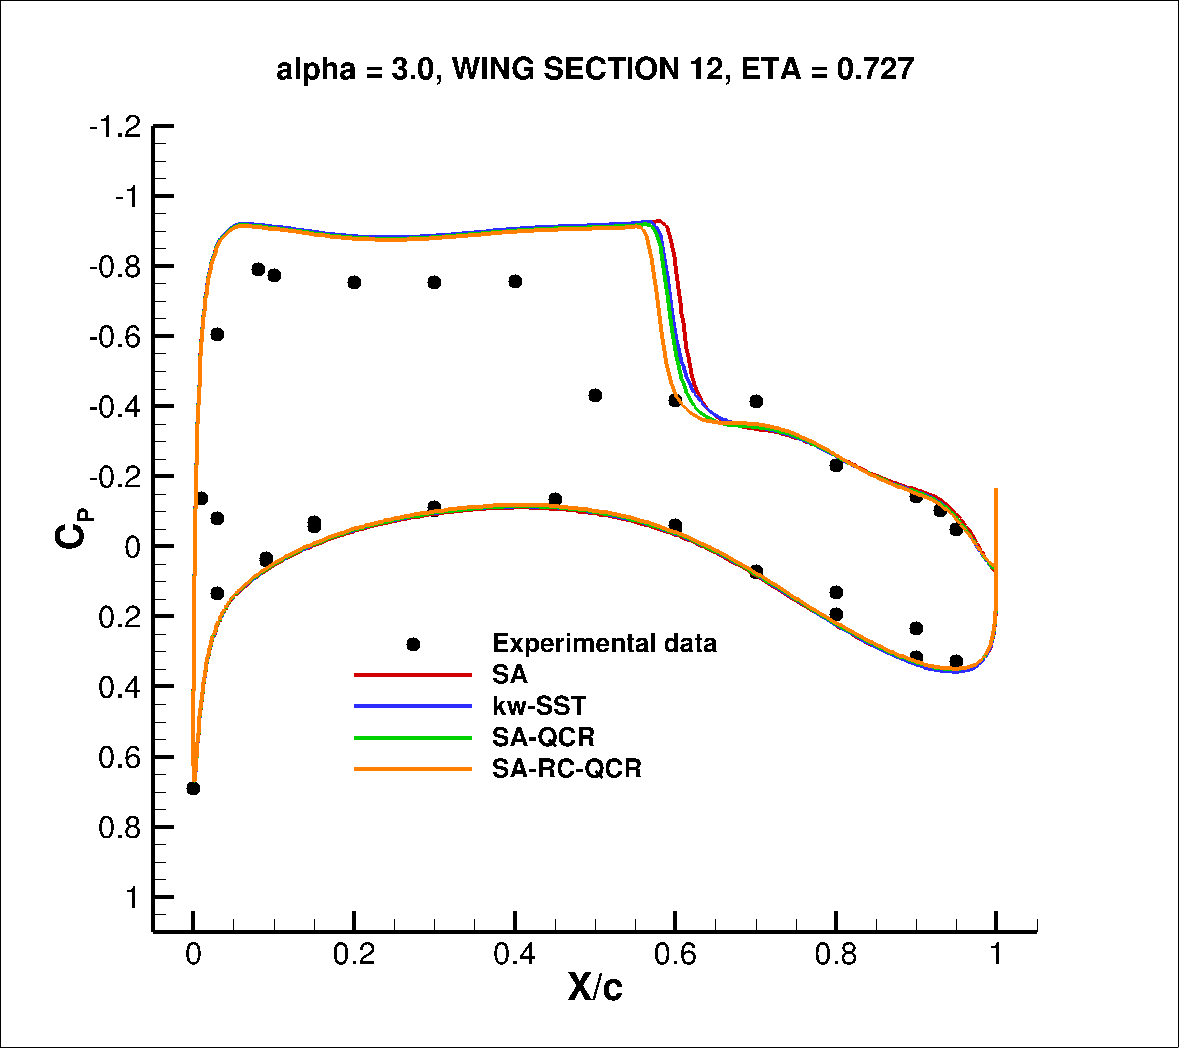 alpha = 3.0, WING SECTION 12, ETA = 0.727
-1.2
-1
-0.8
-0.6
-0.4
-0.2
0
0.2
0.4
0.6
0.8
1
CP
Experimental data
SA
kw-SST
SA-QCR
SA-RC-QCR
0 0.2 0.4 0.6 0.8 1
X/c